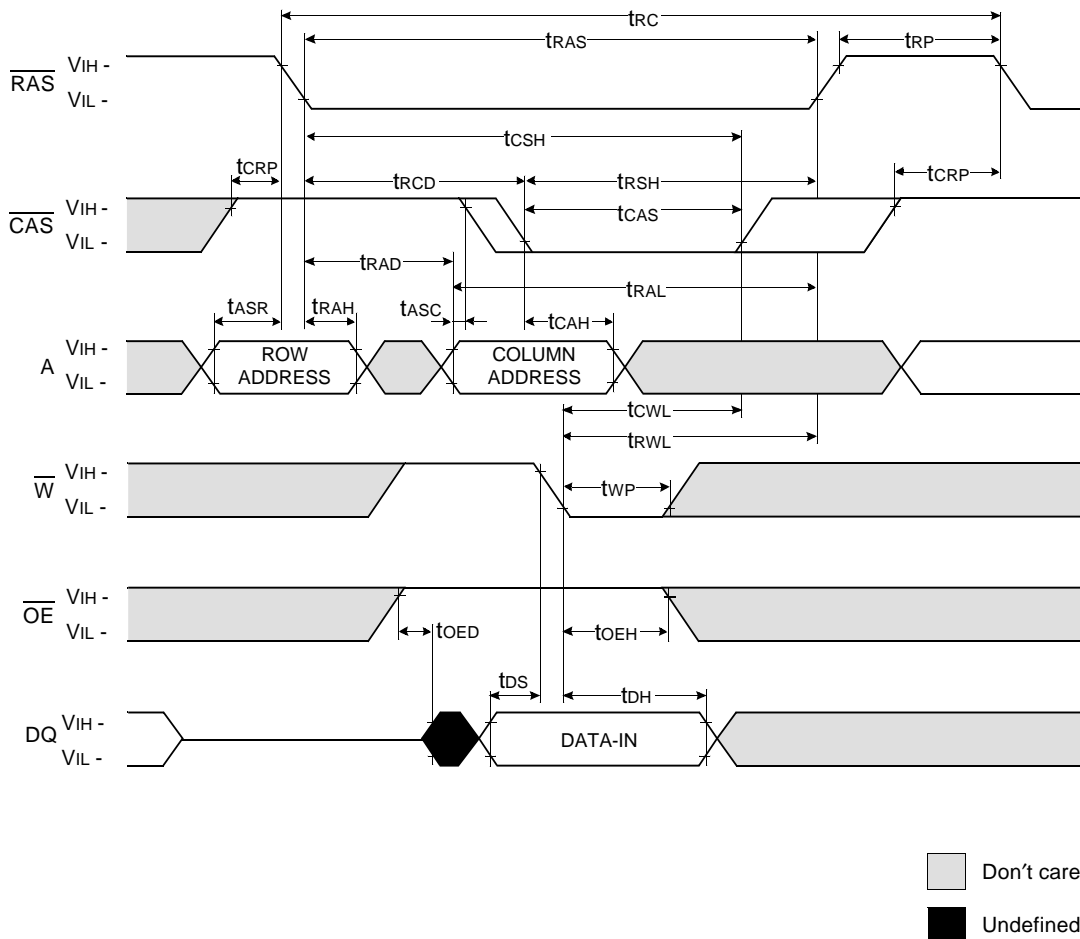 tRC
tRAS tRP
RAS VIH -
VIL -
tCSH
tCRP tRCD tRSH tCRP
CAS VIH -
VIL -
tCAS
tRAD
tRAL
tASR tRAH tASC tCAH
A VIH -
VIL -
ROW
ADDRESS
COLUMN
ADDRESS
tCWL
tRWL
W VIH -
VIL -
tWP
OE VIH -
VIL -
tOED tOEH
tDS tDH
DQ VIH -
VIL -
DATA-IN
Don′t care
Undefined